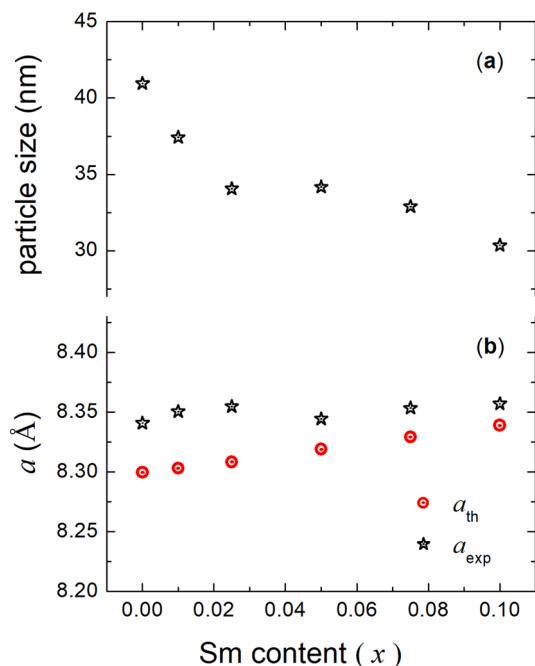 45
(a)
40
35
30
particle size (nm)
(b)
8.40
8.35
8.30
8.25
8.20
a (Å)
a_th
a_exp
0.00 0.02 0.04 0.06 0.08 0.10
Sm content (x)